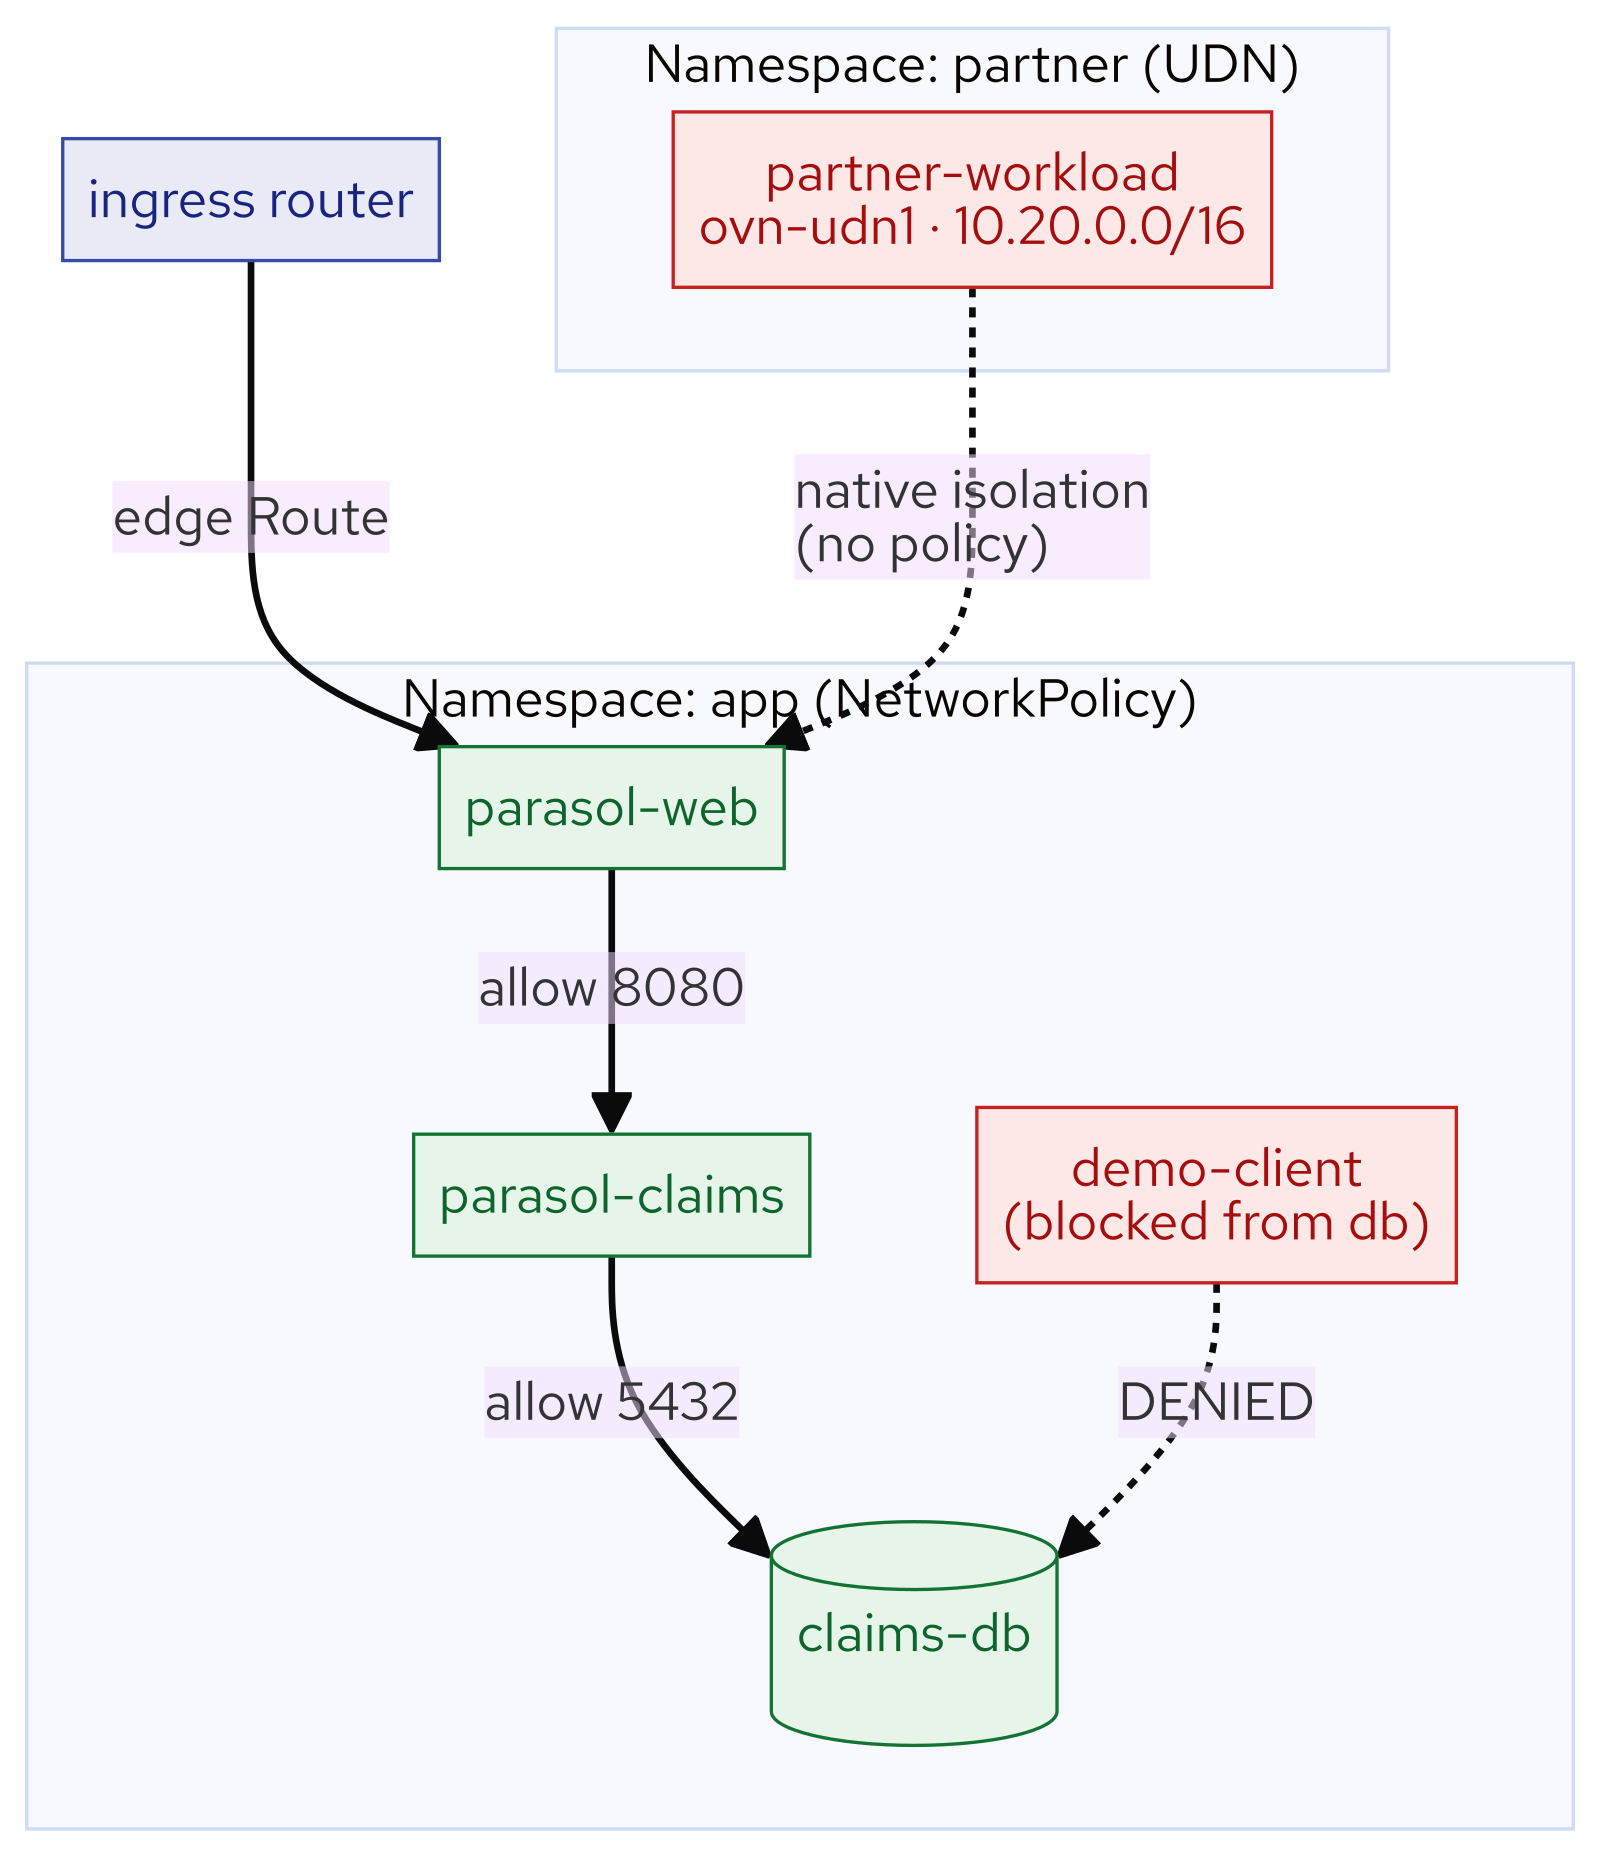 Namespace: partner (UDN)
partner-workload
ovn-udn1 · 10.20.0.0/16
ingress router
edge Route
native isolation
(no policy)
Namespace: app (NetworkPolicy)
parasol-web
allow 8080
parasol-claims
demo-client
(blocked from db)
allow 5432
DENIED
claims-db